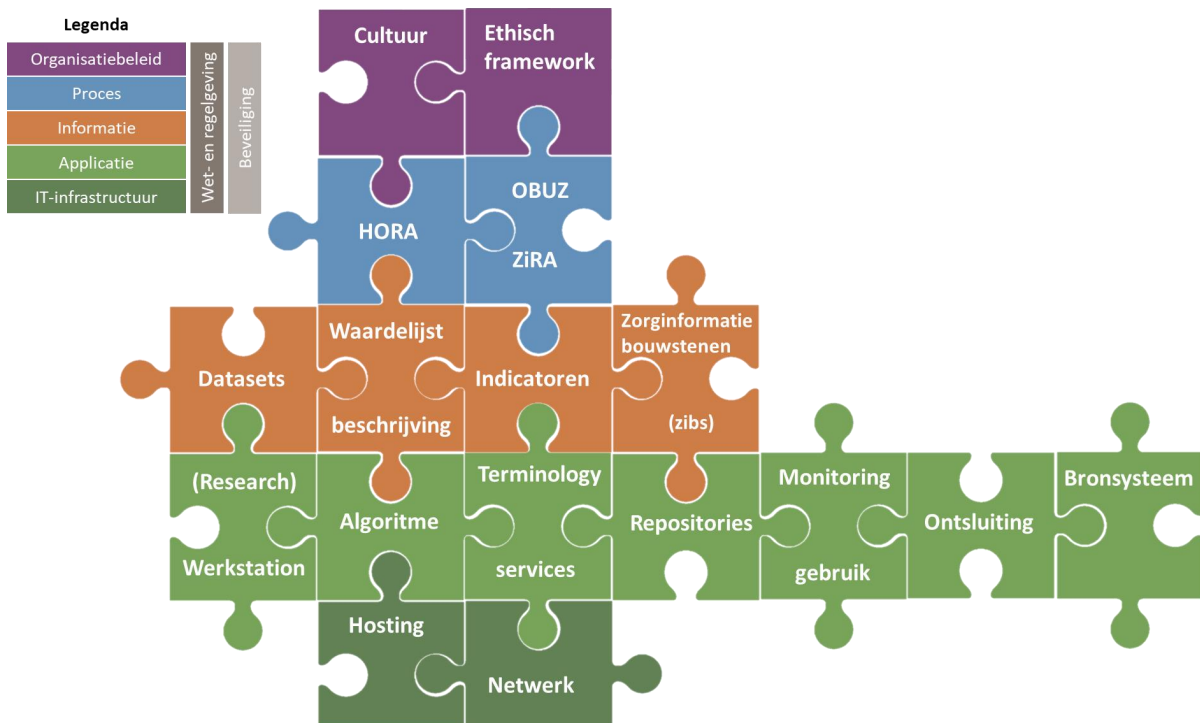 Legenda
Organisatiebeleid
Proces
Informatie
Applicatie
IT-infrastructuur
Wet- en regelgeving
Beveiliging
Cultuur
Ethisch
framework
HORA
OBUZ
ZiRA
Datasets
Waardelijst
beschrijving
Indicatoren
Zorginformatie
bouwstenen
(zibs)
(Research)
Werkstation
Algoritme
Terminology
services
Repositories
Monitoring
gebruik
Ontsluiting
Bronsysteem
Hosting
Netwerk